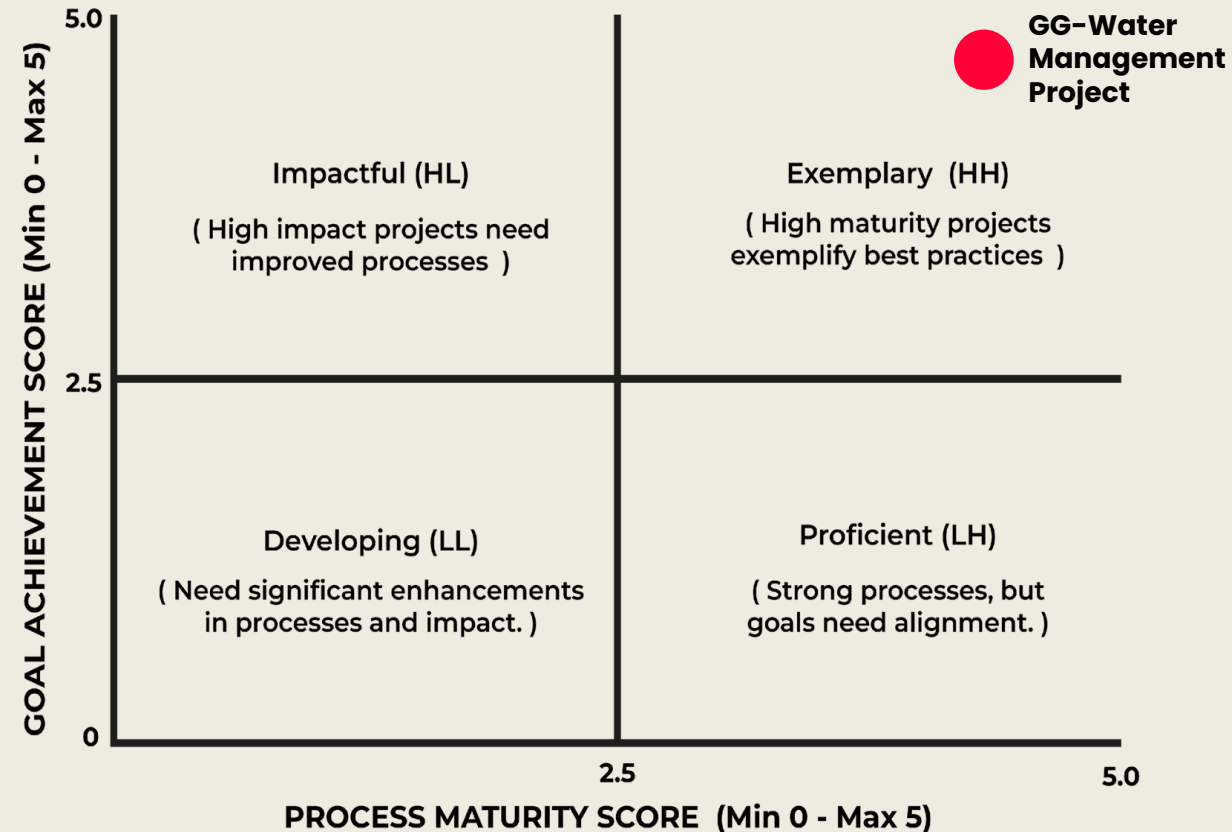 5.0
GG-Water
Management
Project
GOAL ACHIEVEMENT SCORE (Min 0 - Max 5)
Impactful (HL)
( High impact projects need
improved processes )
Exemplary (HH)
( High maturity projects
exemplify best practices )
2.5
Developing (LL)
( Need significant enhancements
in processes and impact. )
Proficient (LH)
( Strong processes, but
goals need alignment. )
0
2.5
5.0
PROCESS MATURITY SCORE (Min 0 - Max 5)